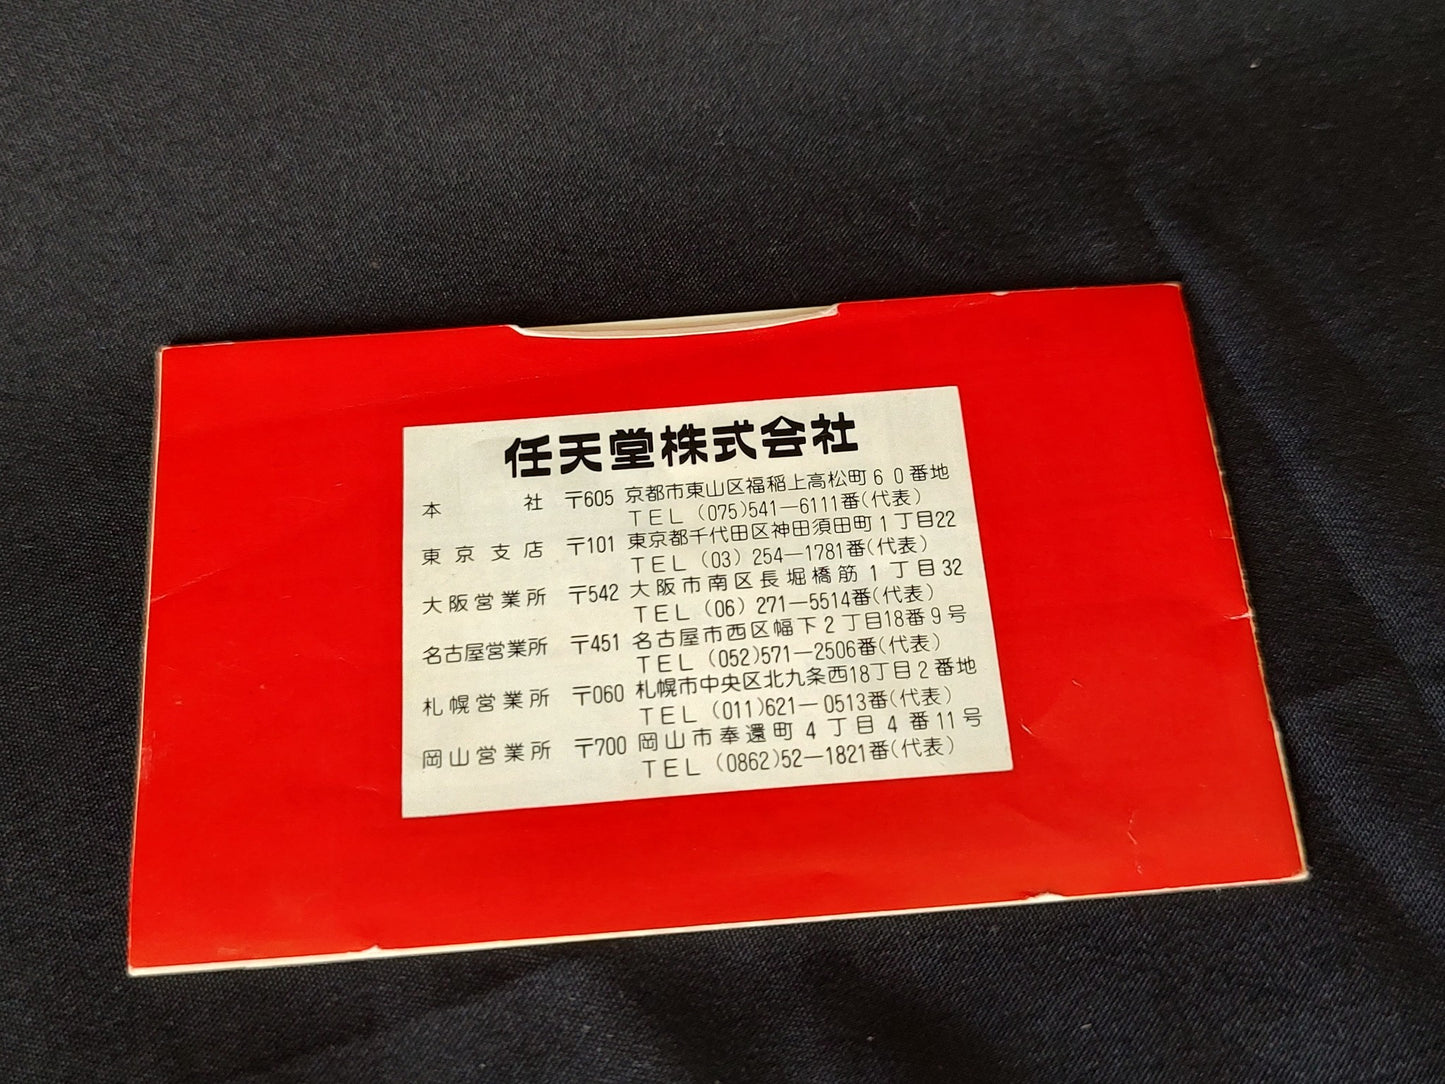 任天堂株式会社
本社 〒605 京都市東山区福稲上高松町60番地
TEL (075)541―6111番(代表)
東京支店 〒101 東京都千代田区神田須田町1丁目22
TEL (03) 254―1781番(代表)
大阪営業所 〒542 大阪市南区長堀橋筋1丁目32
TEL (06) 271―5514番(代表)
名古屋営業所 〒451 名古屋市西区幅下2丁目18番9号
TEL (052)571―2506番(代表)
札幌営業所 〒060 札幌市中央区北九条西18丁目2番地
TEL (011)621―0513番(代表)
岡山営業所 〒700 岡山市奉還町4丁目4番11号
TEL (0862)52―1821番(代表)